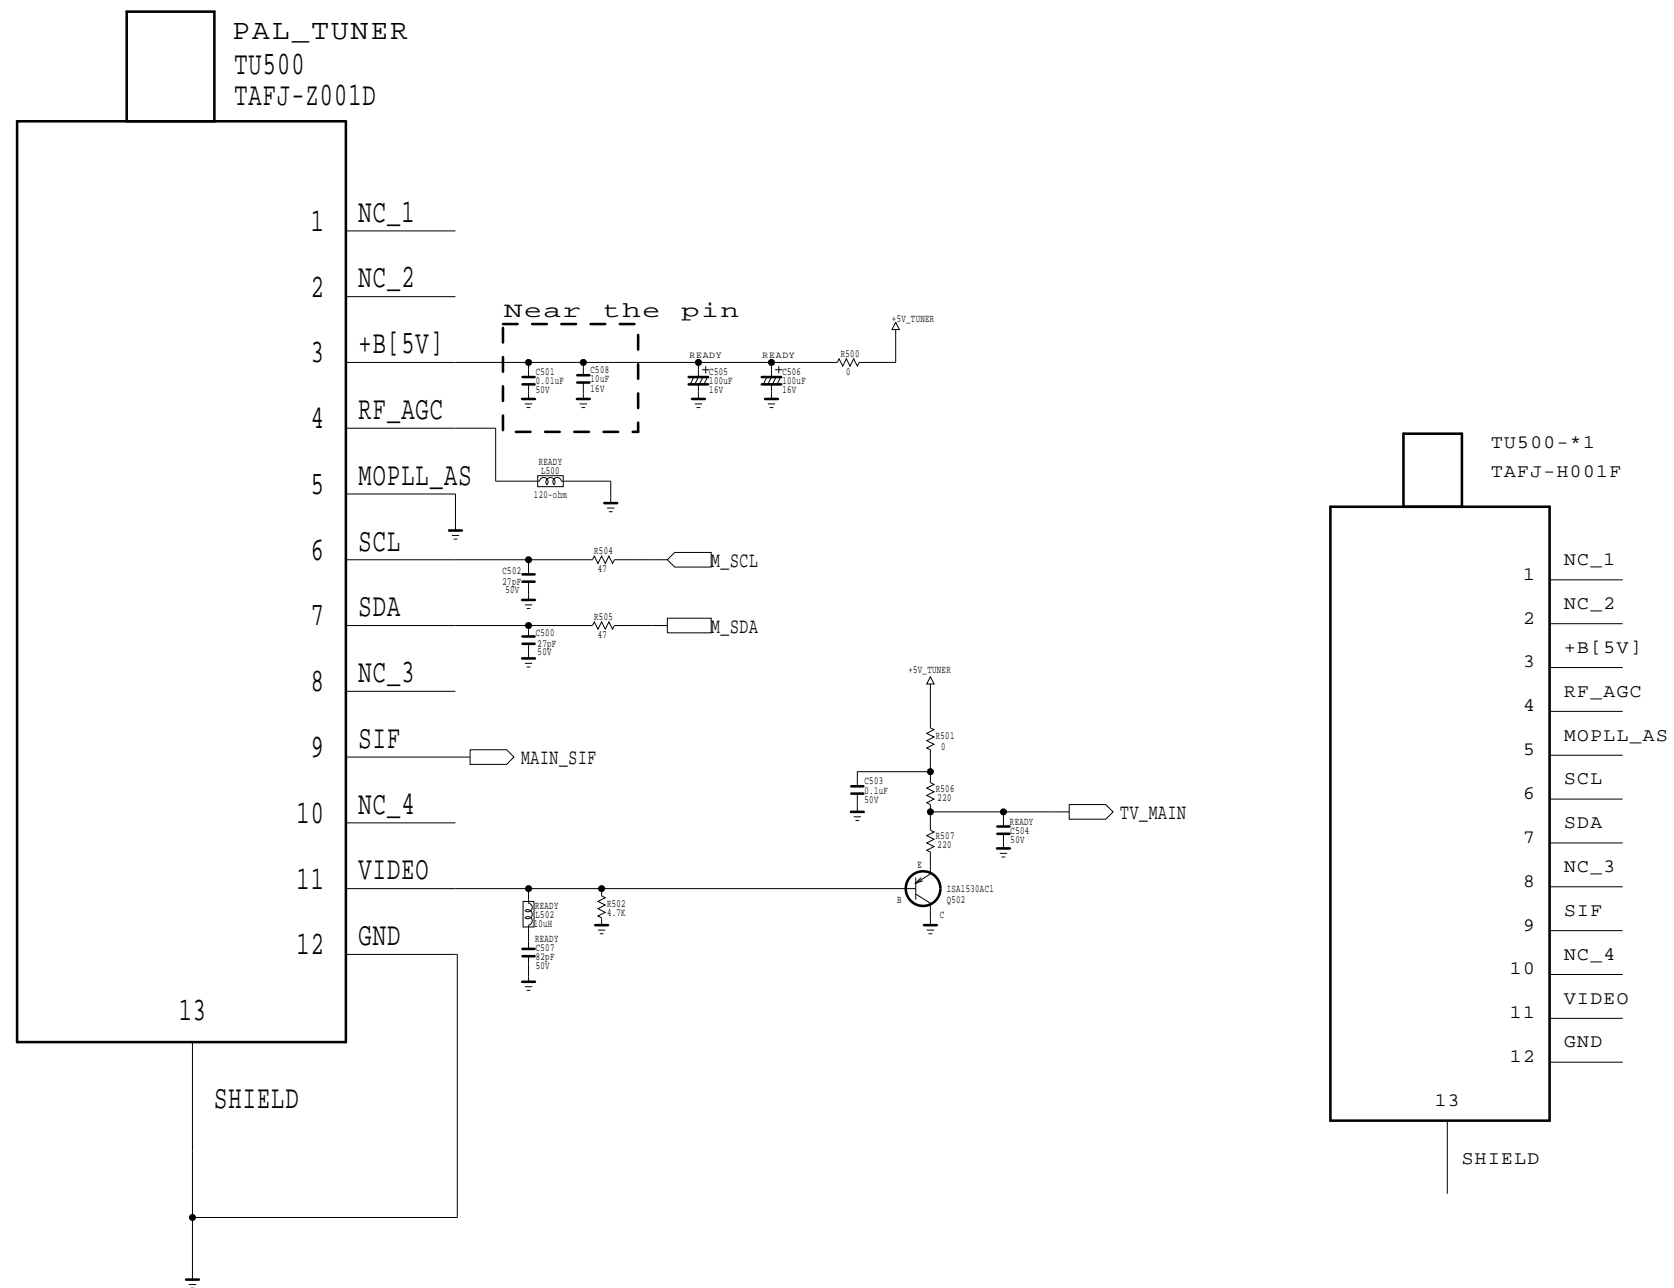 PAL_TUNER
TU500
TAFJ-Z001D
1 NC_1
2 NC_2
3 +B[5V]
4 RF_AGC
5 MOPLL_AS
6 SCL
7 SDA
8 NC_3
9 SIF
10 NC_4
11 VIDEO
12 GND
13
SHIELD
Near the pin
C501
0.01uF
50V
C508
10uF
16V
READY
+
C505
100uF
16V
READY
+
C506
100uF
16V
R500
0
+5V_TUNER
READY
L500
120-ohm
C502
27pF
50V
R504
47
M_SCL
C500
27pF
50V
R505
47
M_SDA
MAIN_SIF
+5V_TUNER
R501
0
C503
0.1uF
50V
R506
220
R507
220
READY
C504
50V
TV_MAIN
E
B
C
ISA1530AC1
Q502
READY
L502
10uH
READY
C507
82pF
50V
R502
4.7K
TU500-*1
TAFJ-H001F
1 NC_1
2 NC_2
3 +B[5V]
4 RF_AGC
5 MOPLL_AS
6 SCL
7 SDA
8 NC_3
9 SIF
10 NC_4
11 VIDEO
12 GND
13
SHIELD